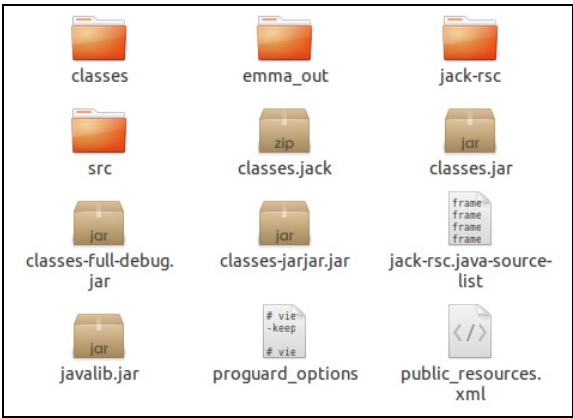 classes
emma_out
jack-rsc
src
zip
classes.jack
jar
classes.jar
jar
classes-full-debug.
jar
jar
classes-jarjar.jar
frame
frame
frame
frame
jack-rsc.java-source-
list
jar
javalib.jar
# vie
-keep
# vie
proguard_options
</>
public_resources.
xml